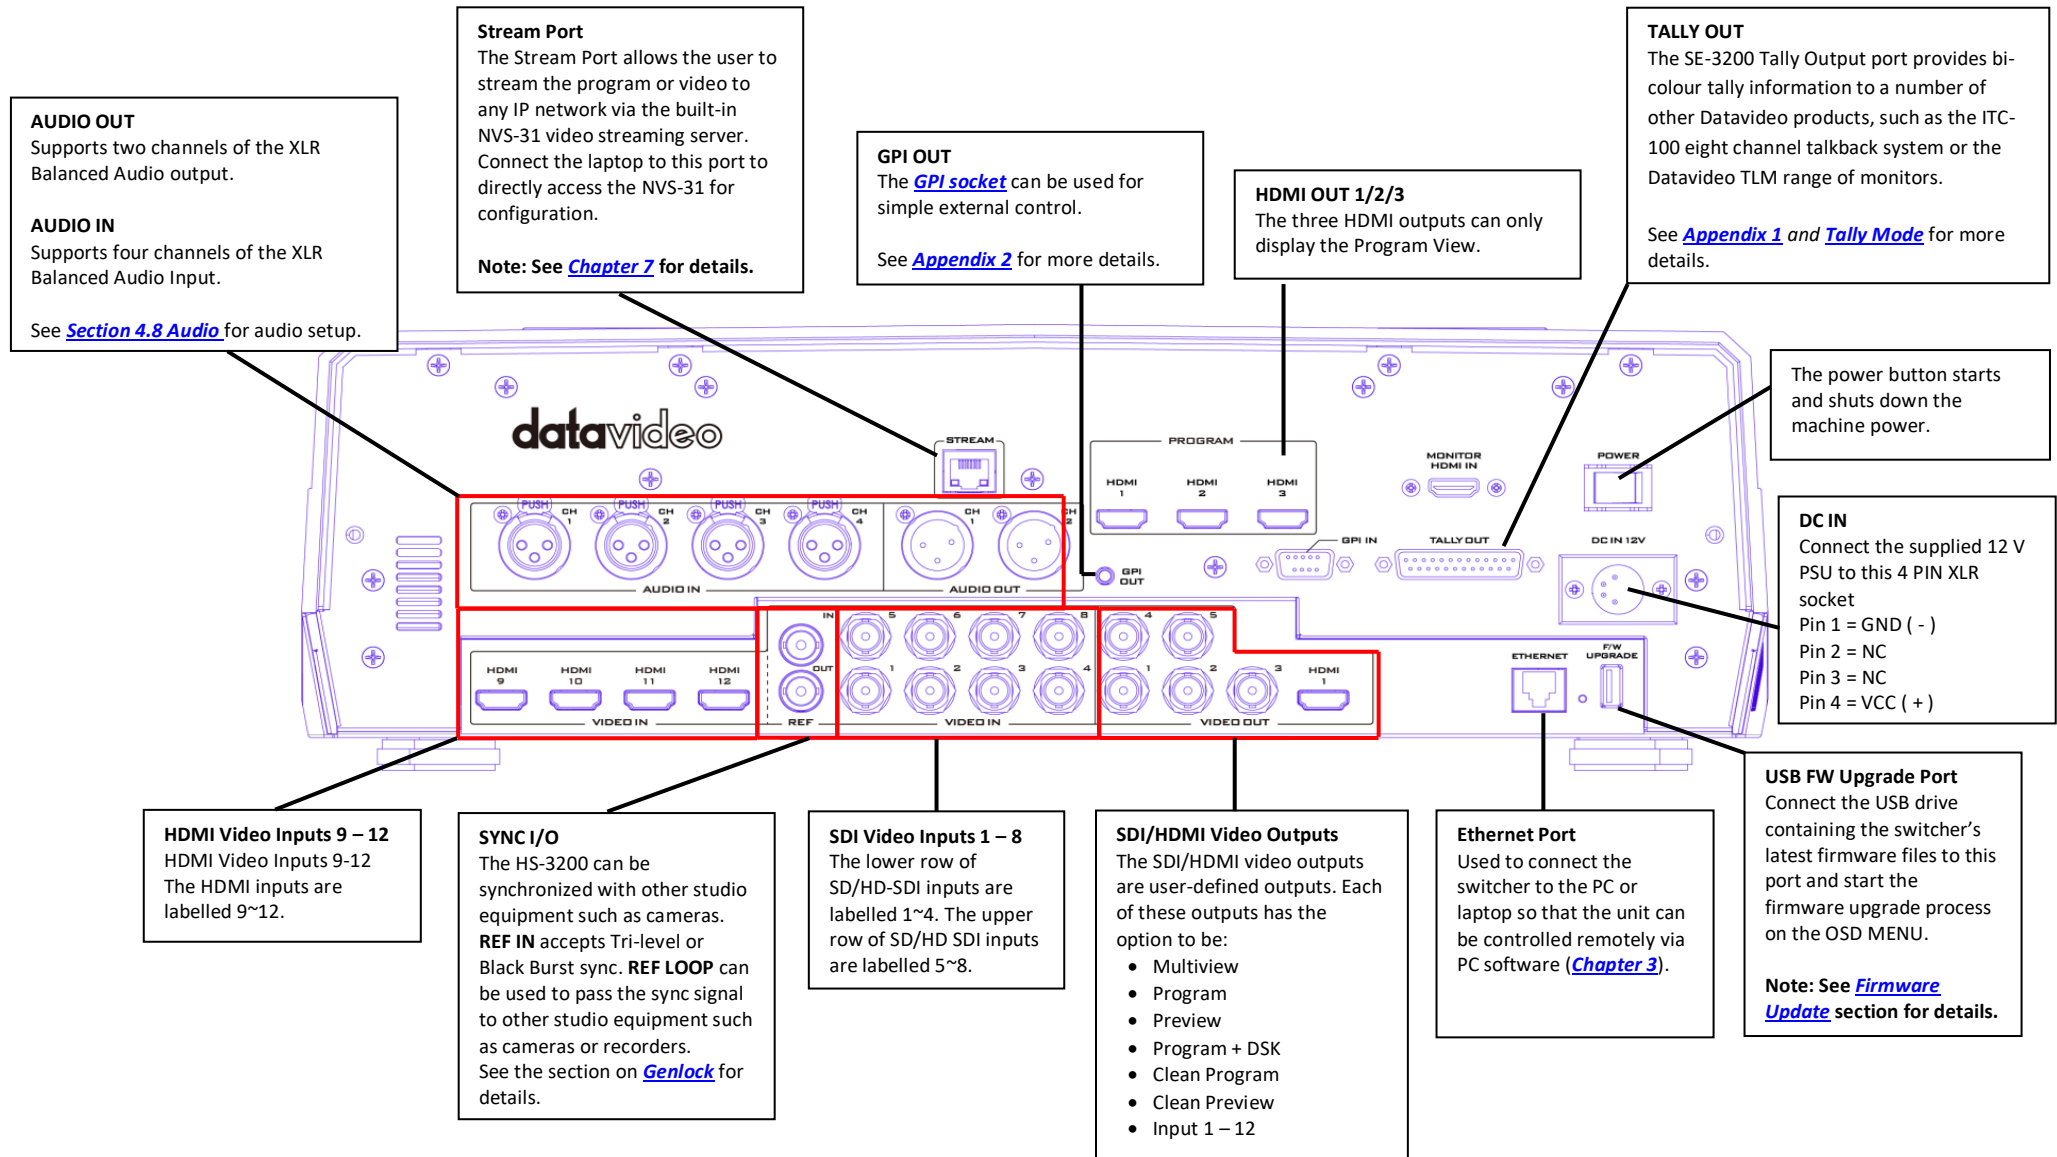 Stream Port
The Stream Port allows the user to
stream the program or video to
any IP network via the built-in
NVS-31 video streaming server.
Connect the laptop to this port to
directly access the NVS-31 for
configuration.
Note: See Chapter 7 for details.
TALLY OUT
The SE-3200 Tally Output port provides bi-
colour tally information to a number of
other Datavideo products, such as the ITC-
100 eight channel talkback system or the
Datavideo TLM range of monitors.
See Appendix 1 and Tally Mode for more
details.
AUDIO OUT
Supports two channels of the XLR
Balanced Audio output.
AUDIO IN
Supports four channels of the XLR
Balanced Audio Input.
See Section 4.8 Audio for audio setup.
GPI OUT
The GPI socket can be used for
simple external control.
See Appendix 2 for more details.
HDMI OUT 1/2/3
The three HDMI outputs can only
display the Program View.
The power button starts
and shuts down the
machine power.
datavideo
STREAM
PROGRAM
HDMI
1
HDMI
2
HDMI
3
MONITOR
HDMI IN
POWER
PUSH
CH
1
PUSH
CH
2
PUSH
CH
3
PUSH
CH
4
CH
1
CH
2
AUDIO IN
AUDIO OUT
GPI
OUT
GPI IN
TALLY OUT
DC IN 12V
DC IN
Connect the supplied 12 V
PSU to this 4 PIN XLR
socket
Pin 1 = GND ( - )
Pin 2 = NC
Pin 3 = NC
Pin 4 = VCC ( + )
HDMI
9
HDMI
10
HDMI
11
HDMI
12
VIDEO IN
IN
OUT
REF
5
6
7
8
1
2
3
4
VIDEO IN
4
5
1
2
3
HDMI
1
VIDEO OUT
ETHERNET
F/W
UPGRADE
HDMI Video Inputs 9 – 12
HDMI Video Inputs 9-12
The HDMI inputs are
labelled 9~12.
SYNC I/O
The HS-3200 can be
synchronized with other studio
equipment such as cameras.
REF IN accepts Tri-level or
Black Burst sync. REF LOOP can
be used to pass the sync signal
to other studio equipment such
as cameras or recorders.
See the section on Genlock for
details.
SDI Video Inputs 1 – 8
The lower row of
SD/HD-SDI inputs are
labelled 1~4. The upper
row of SD/HD SDI inputs
are labelled 5~8.
SDI/HDMI Video Outputs
The SDI/HDMI video outputs
are user-defined outputs. Each
of these outputs has the
option to be:
• Multiview
• Program
• Preview
• Program + DSK
• Clean Program
• Clean Preview
• Input 1 – 12
Ethernet Port
Used to connect the
switcher to the PC or
laptop so that the unit can
be controlled remotely via
PC software (Chapter 3).
USB FW Upgrade Port
Connect the USB drive
containing the switcher's
latest firmware files to this
port and start the
firmware upgrade process
on the OSD MENU.
Note: See Firmware
Update section for details.